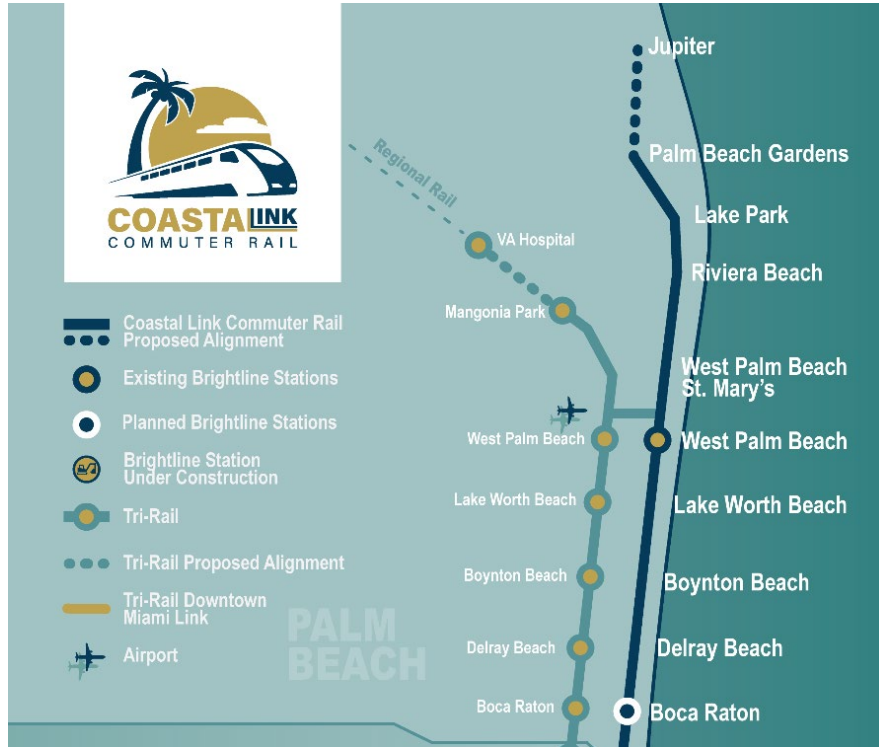 COASTALINK
COMMUTER RAIL
Coastal Link Commuter Rail
Proposed Alignment
Existing Brightline Stations
Planned Brightline Stations
Brightline Station
Under Construction
Tri-Rail
Tri-Rail Proposed Alignment
Tri-Rail Downtown
Miami Link
Airport
PALM
BEACH
Regional Rail
VA Hospital
Mangonia Park
West Palm Beach
Lake Worth Beach
Boynton Beach
Delray Beach
Boca Raton
Jupiter
Palm Beach Gardens
Lake Park
Riviera Beach
West Palm Beach
St. Mary's
West Palm Beach
Lake Worth Beach
Boynton Beach
Delray Beach
Boca Raton